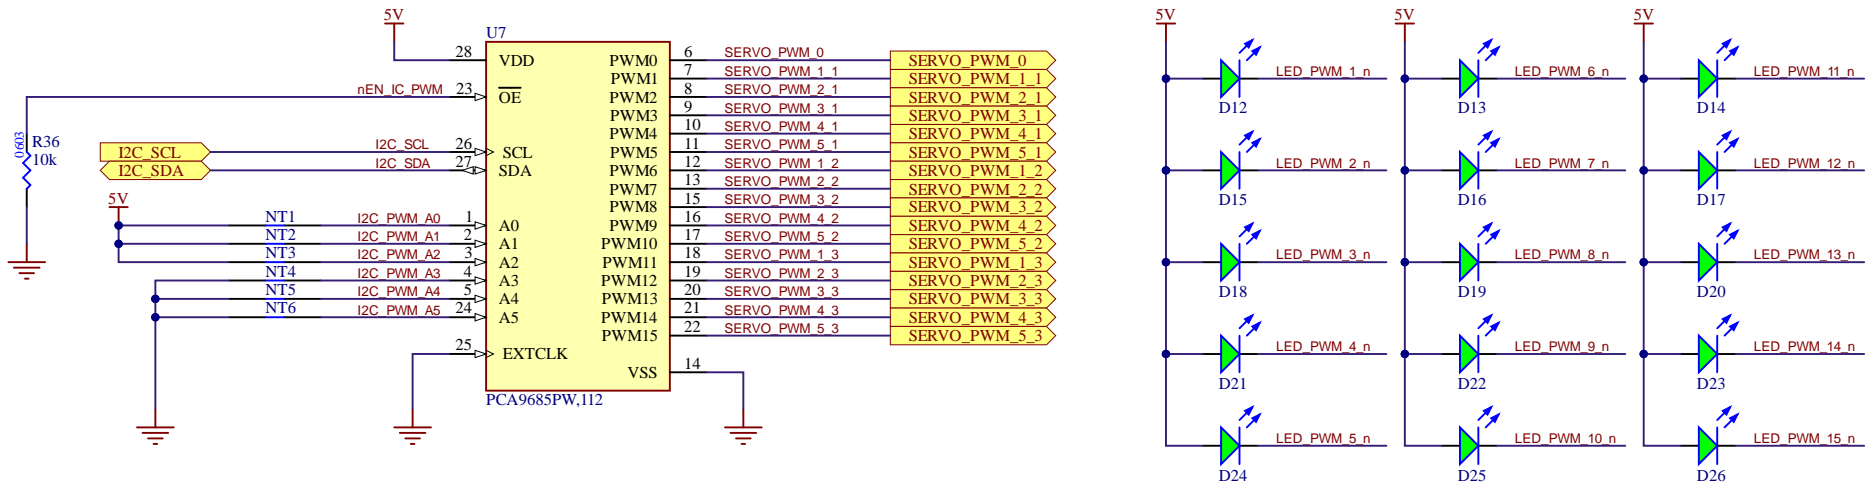 5V
U7
28 VDD PWM0 6 SERVO_PWM_0 SERVO_PWM_0
PWM1 7 SERVO_PWM_1_1 SERVO_PWM_1_1
nEN_IC_PWM 23 OE PWM2 8 SERVO_PWM_2_1 SERVO_PWM_2_1
PWM3 9 SERVO_PWM_3_1 SERVO_PWM_3_1
PWM4 10 SERVO_PWM_4_1 SERVO_PWM_4_1
0603 R36
10k
I2C_SCL I2C_SCL 26 SCL PWM5 11 SERVO_PWM_5_1 SERVO_PWM_5_1
I2C_SDA I2C_SDA 27 SDA PWM6 12 SERVO_PWM_1_2 SERVO_PWM_1_2
PWM7 13 SERVO_PWM_2_2 SERVO_PWM_2_2
5V PWM8 15 SERVO_PWM_3_2 SERVO_PWM_3_2
NT1 I2C_PWM_A0 1 A0 PWM9 16 SERVO_PWM_4_2 SERVO_PWM_4_2
NT2 I2C_PWM_A1 2 A1 PWM10 17 SERVO_PWM_5_2 SERVO_PWM_5_2
NT3 I2C_PWM_A2 3 A2 PWM11 18 SERVO_PWM_1_3 SERVO_PWM_1_3
NT4 I2C_PWM_A3 4 A3 PWM12 19 SERVO_PWM_2_3 SERVO_PWM_2_3
NT5 I2C_PWM_A4 5 A4 PWM13 20 SERVO_PWM_3_3 SERVO_PWM_3_3
NT6 I2C_PWM_A5 24 A5 PWM14 21 SERVO_PWM_4_3 SERVO_PWM_4_3
PWM15 22 SERVO_PWM_5_3 SERVO_PWM_5_3
25 EXTCLK
VSS 14
PCA9685PW,112
5V 5V 5V
LED_PWM_1_n LED_PWM_6_n LED_PWM_11_n
D12 D13 D14
LED_PWM_2_n LED_PWM_7_n LED_PWM_12_n
D15 D16 D17
LED_PWM_3_n LED_PWM_8_n LED_PWM_13_n
D18 D19 D20
LED_PWM_4_n LED_PWM_9_n LED_PWM_14_n
D21 D22 D23
LED_PWM_5_n LED_PWM_10_n LED_PWM_15_n
D24 D25 D26